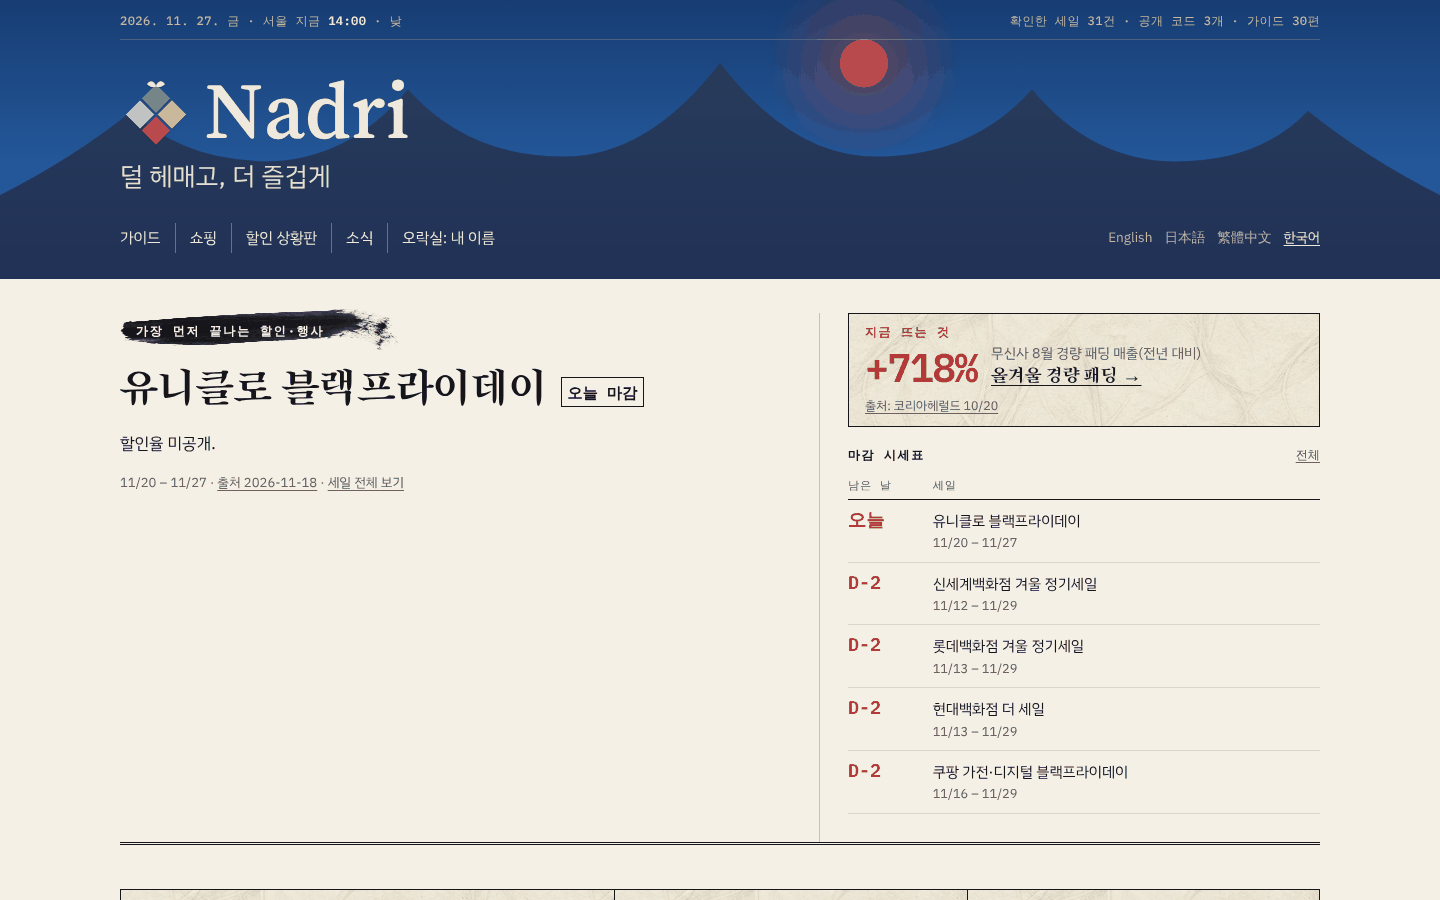 2026. 11. 27. 금 · 서울 지금 14:00 · 낮
확인한 세일 31건 · 공개 코드 3개 · 가이드 30편
Nadri
덜 헤매고, 더 즐겁게
가이드
쇼핑
할인 상황판
소식
오락실: 내 이름
English 日本語 繁體中文 한국어
가장 먼저 끝나는 할인·행사
유니클로 블랙프라이데이 오늘 마감
할인율 미공개.
11/20 – 11/27 · 출처 2026-11-18 · 세일 전체 보기
지금 뜨는 것
+718%
무신사 8월 경량 패딩 매출(전년 대비)
올겨울 경량 패딩 →
출처: 코리아헤럴드 10/20
마감 시세표 전체
남은 날 세일
오늘 유니클로 블랙프라이데이
11/20 – 11/27
D-2 신세계백화점 겨울 정기세일
11/12 – 11/29
D-2 롯데백화점 겨울 정기세일
11/13 – 11/29
D-2 현대백화점 더 세일
11/13 – 11/29
D-2 쿠팡 가전·디지털 블랙프라이데이
11/16 – 11/29